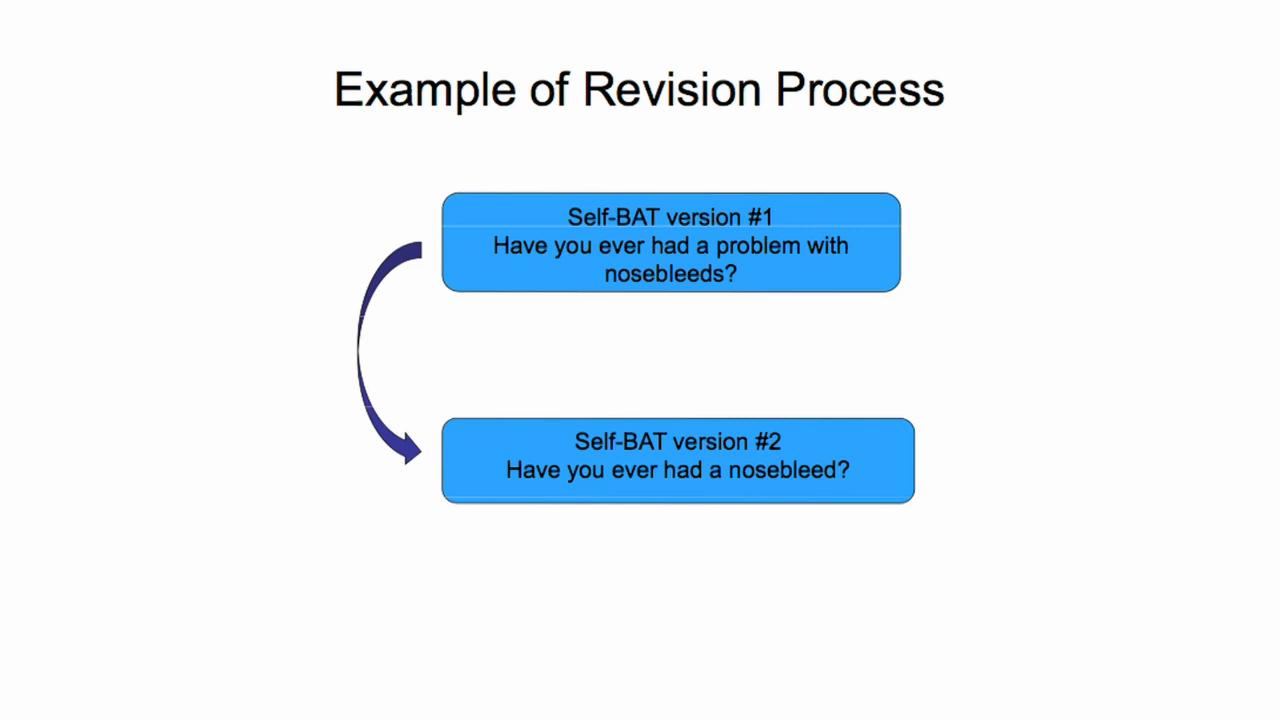 Example of Revision Process
Self-BAT version #1
Have you ever had a problem with
nosebleeds?
Self-BAT version #2
Have you ever had a nosebleed?